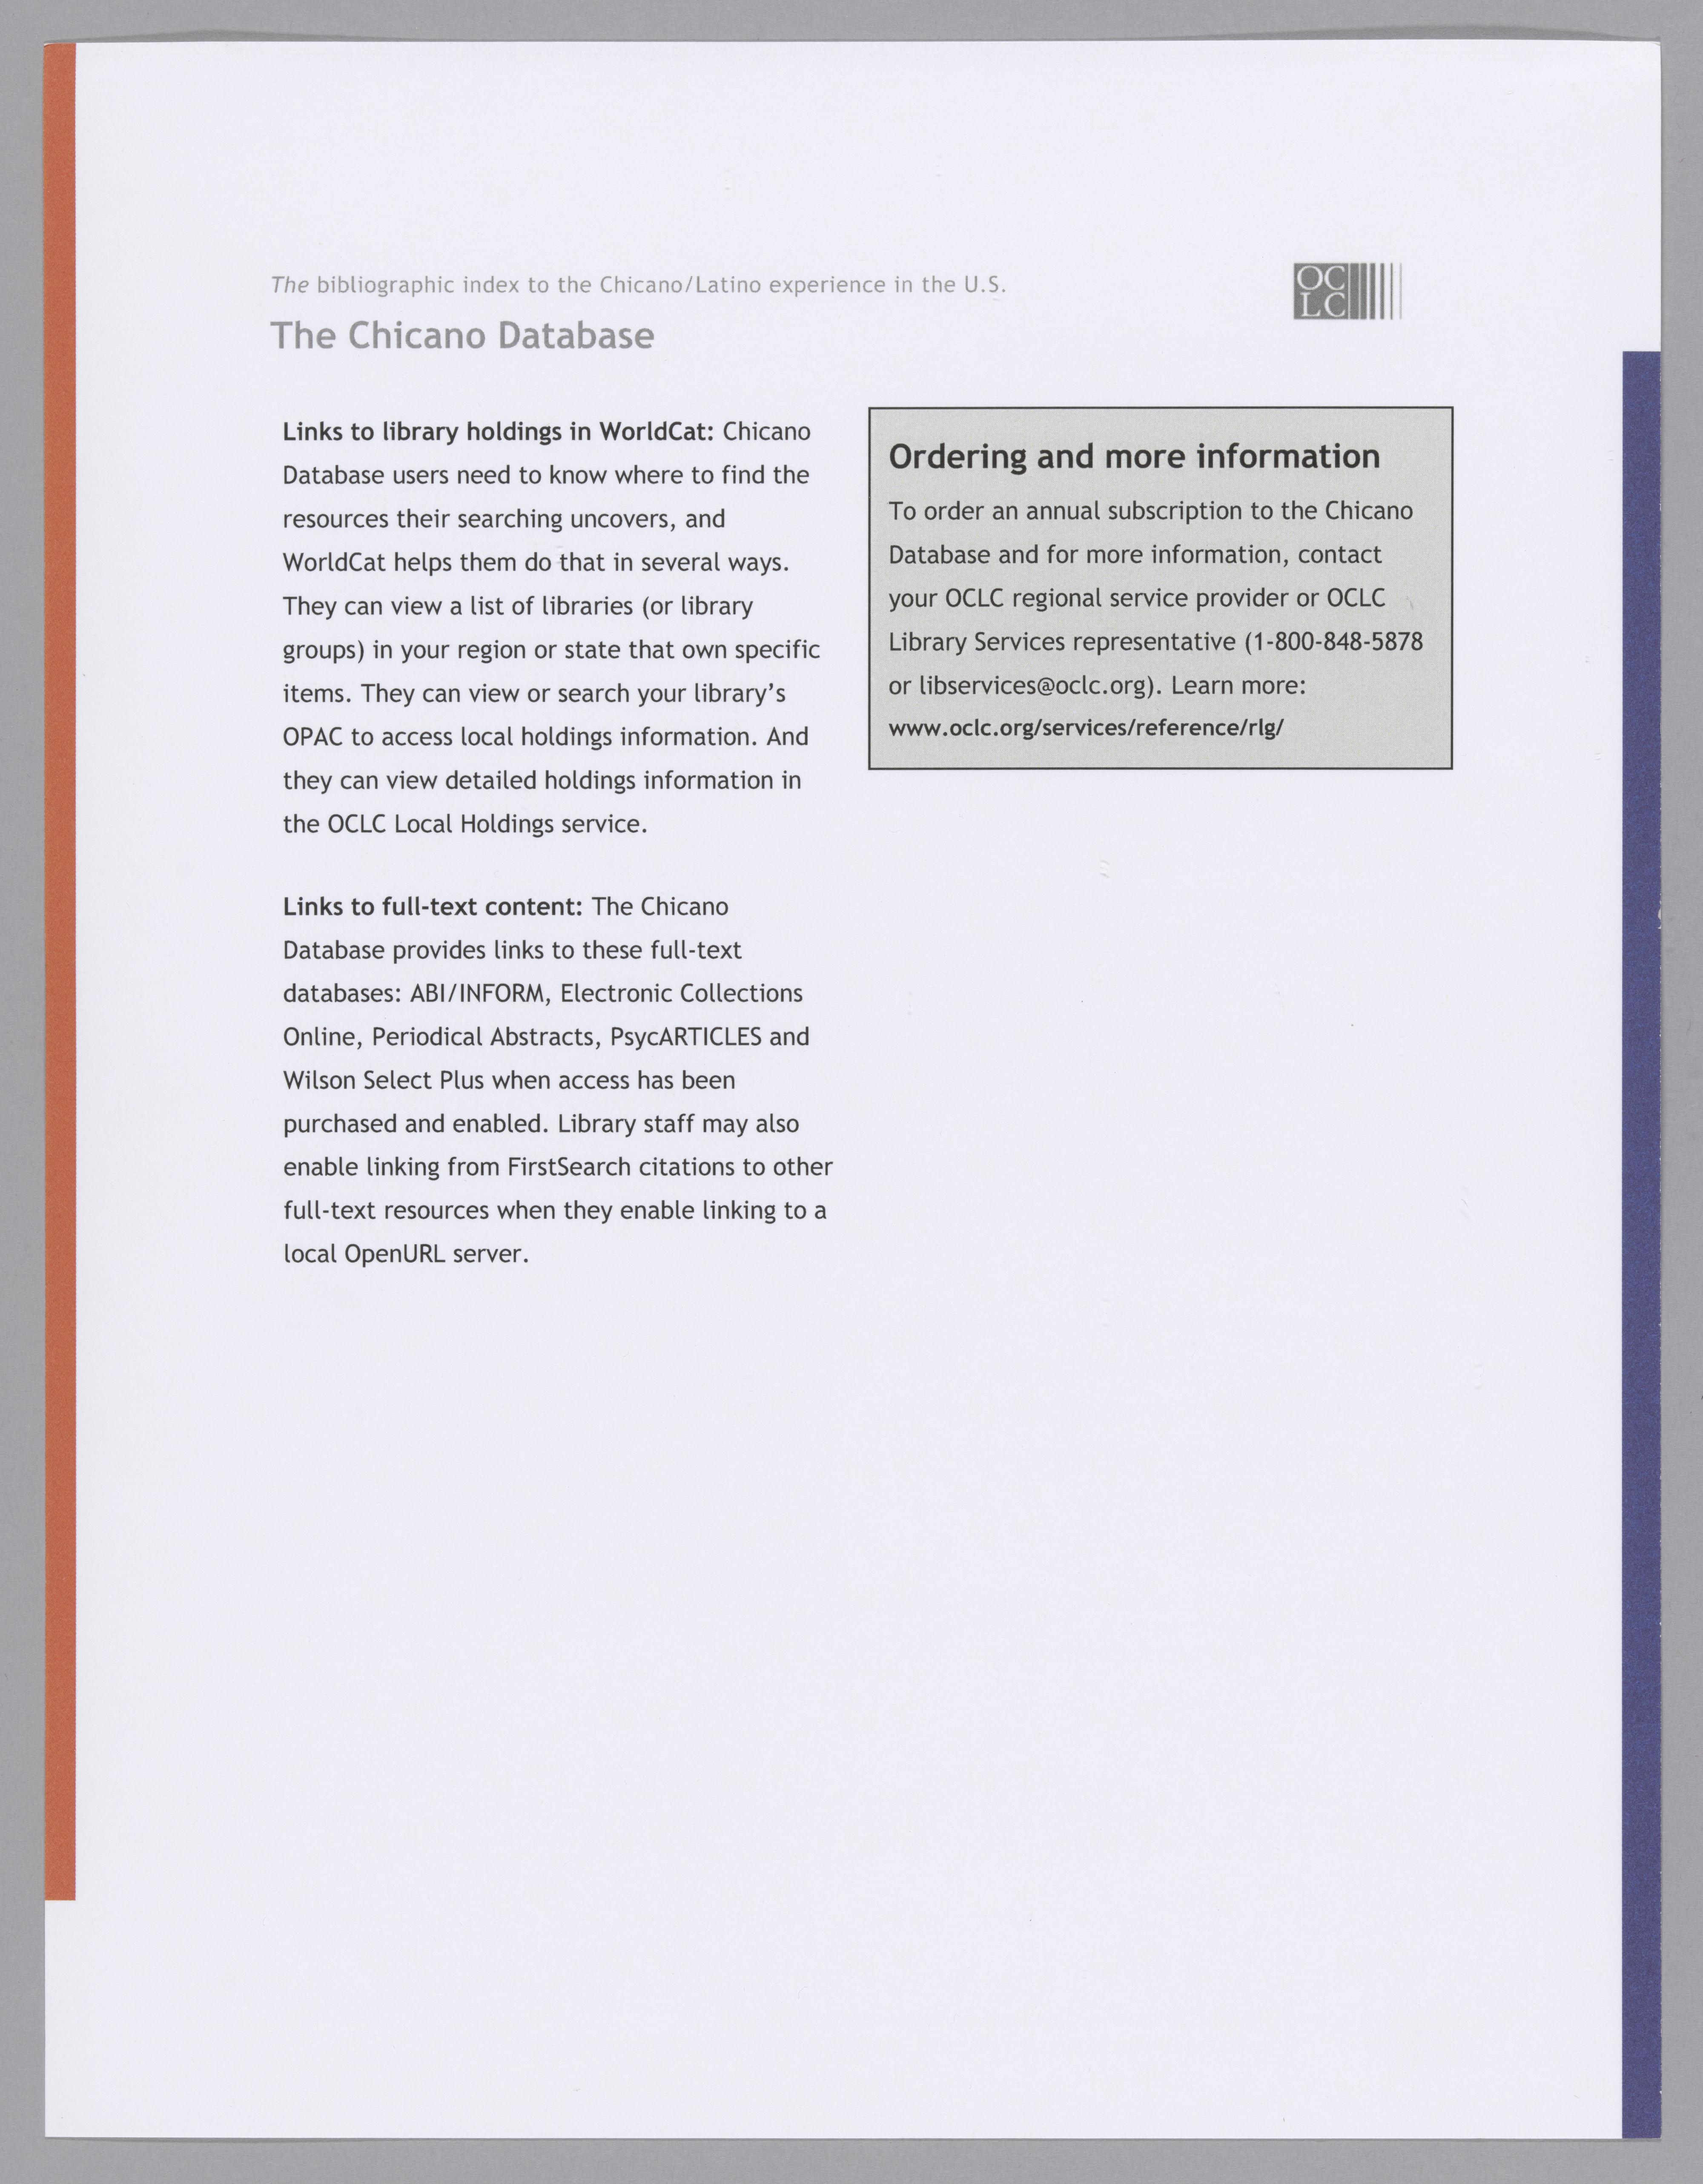 The bibliographic index to the Chicano/Latino experience in the U.S.
The Chicano Database
OC
LC
Links to library holdings in WorldCat: Chicano
Database users need to know where to find the
resources their searching uncovers, and
WorldCat helps them do that in several ways.
They can view a list of libraries (or library
groups) in your region or state that own specific
items. They can view or search your library’s
OPAC to access local holdings information. And
they can view detailed holdings information in
the OCLC Local Holdings service.
Links to full-text content: The Chicano
Database provides links to these full-text
databases: ABI/INFORM, Electronic Collections
Online, Periodical Abstracts, PsycARTICLES and
Wilson Select Plus when access has been
purchased and enabled. Library staff may also
enable linking from FirstSearch citations to other
full-text resources when they enable linking to a
local OpenURL server.
Ordering and more information
To order an annual subscription to the Chicano
Database and for more information, contact
your OCLC regional service provider or OCLC
Library Services representative (1-800-848-5878
or libservices@oclc.org). Learn more:
www.oclc.org/services/reference/rlg/